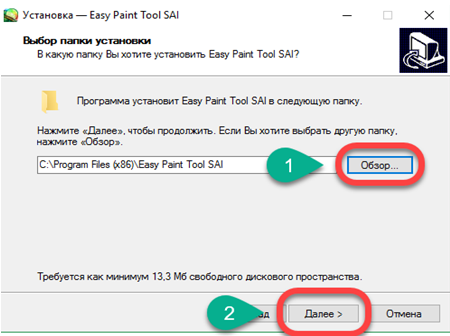 Установка — Easy Paint Tool SAI
Выбор папки установки
В какую папку Вы хотите установить Easy Paint Tool SAI?
Программа установит Easy Paint Tool SAI в следующую папку.
Нажмите «Далее», чтобы продолжить. Если Вы хотите выбрать другую папку,
нажмите «Обзор».
C:\Program Files (x86)\Easy Paint Tool SAI
1
Обзор...
Требуется как минимум 13,3 Мб свободного дискового пространства.
2
Далее >
Отмена